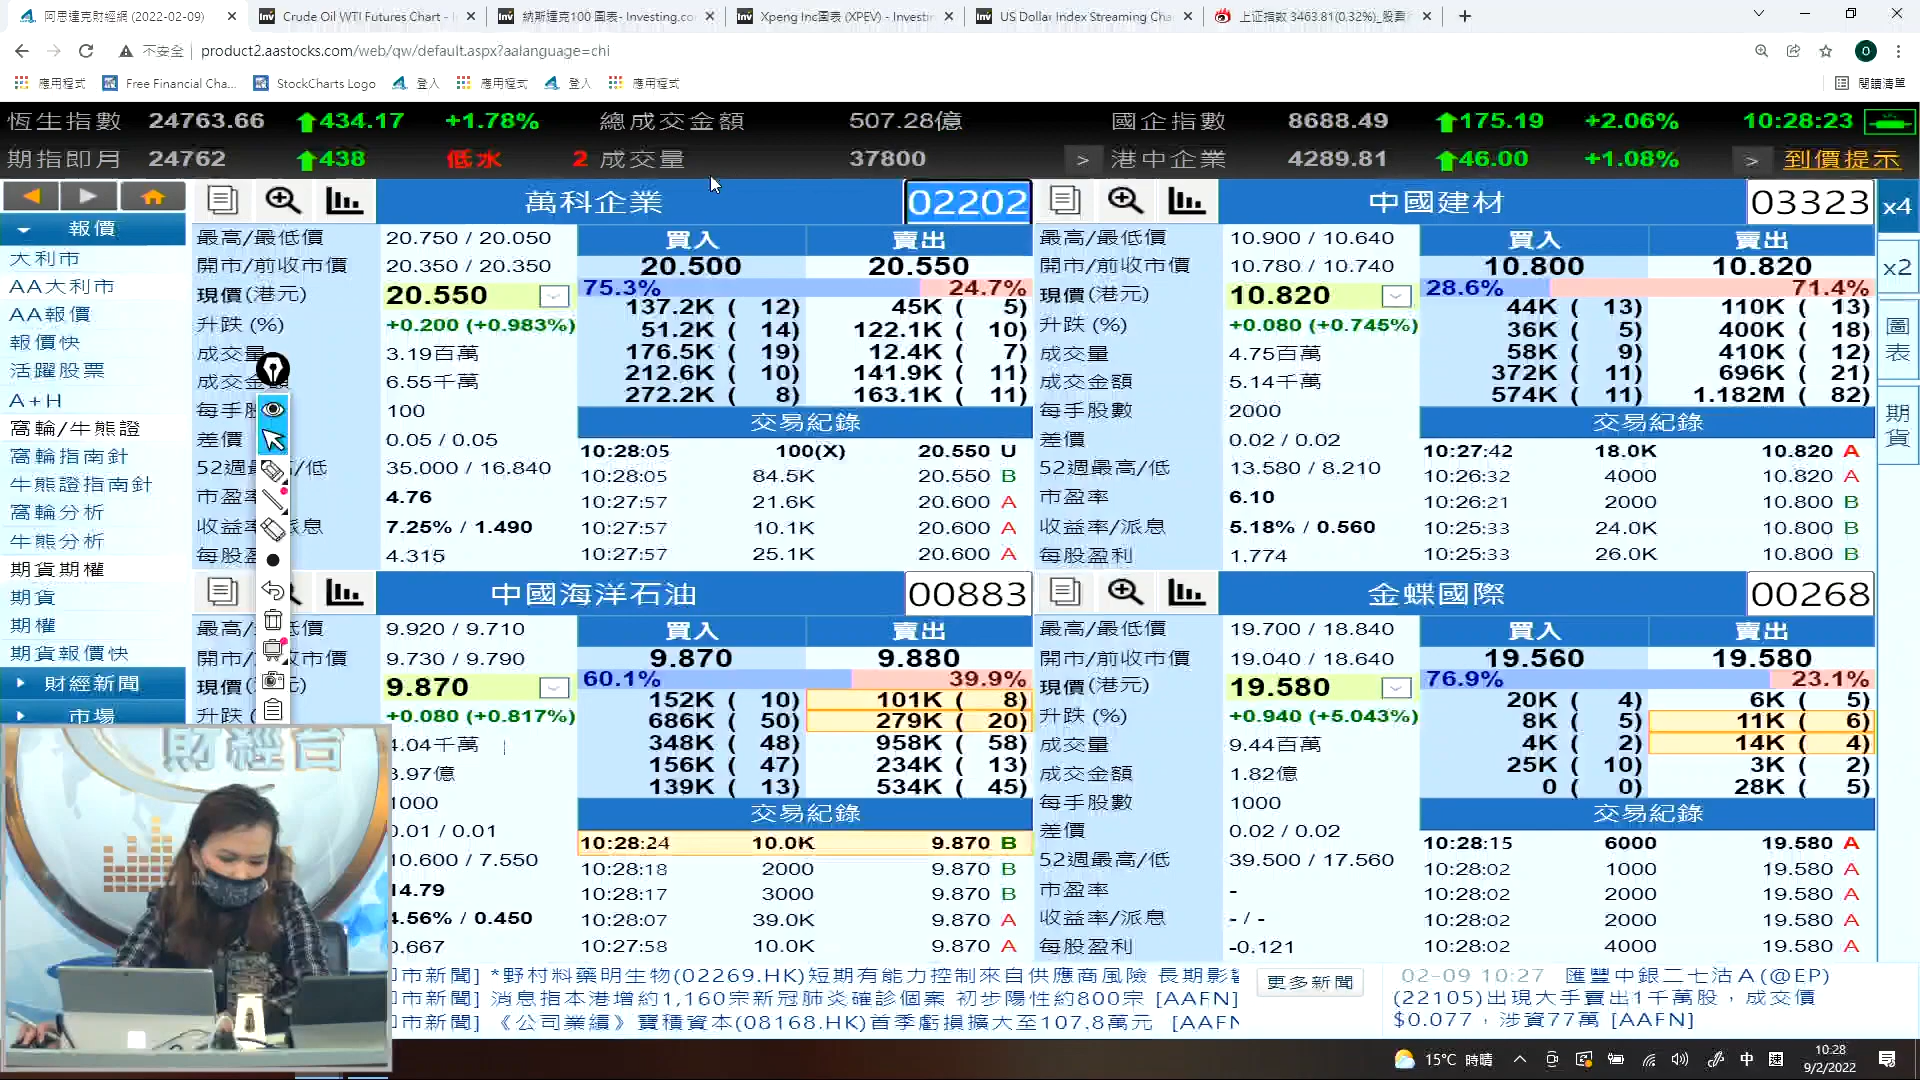 阿思達克財經網 (2022-02-09)
Crude Oil WTI Futures Chart - I
納斯達克100 圖表- Investing.co
Xpeng Inc圖表 (XPEV) - Investi
US Dollar Index Streaming Cha
上证指数 3463.81(0.32%)_股票
不安全
product2.aastocks.com/web/qw/default.aspx?aalanguage=chi
應用程式 Free Financial Cha... StockCharts Logo 登入 應用程式 登入 應用程式 閱讀清單
恆生指數 24763.66 434.17 +1.78% 總成交金額 507.28億 國企指數 8688.49 175.19 +2.06% 10:28:23
期指即月 24762 438 低水 2 成交量 37800 > 港中企業 4289.81 46.00 +1.08% > 到價提示
報價
大利市
AA大利市
AA報價
報價快
活躍股票
A+H
窩輪/牛熊證
窩輪指南針
牛熊證指南針
窩輪分析
牛熊分析
期貨期權
期貨
期權
期貨報價快
財經新聞
市場
萬科企業 02202
最高/最低價 20.750 / 20.050
開市/前收市價 20.350 / 20.350
現價(港元) 20.550
升跌 (%) +0.200 (+0.983%)
成交量 3.19百萬
成交金額 6.55千萬
每手股 100
差價 0.05 / 0.05
52週 /低 35.000 / 16.840
市盈 4.76
收益率 派息 7.25% / 1.490
每股盈 4.315
買入 賣出
20.500 20.550
75.3% 24.7%
137.2K ( 12) 45K ( 5)
51.2K ( 14) 122.1K ( 10)
176.5K ( 19) 12.4K ( 7)
212.6K ( 10) 141.9K ( 11)
272.2K ( 8) 163.1K ( 11)
交易紀錄
10:28:05 100(X) 20.550 U
10:28:05 84.5K 20.550 B
10:27:57 21.6K 20.600 A
10:27:57 10.1K 20.600 A
10:27:57 25.1K 20.600 A
中國建材 03323
最高/最低價 10.900 / 10.640
開市/前收市價 10.780 / 10.740
現價(港元) 10.820
升跌 (%) +0.080 (+0.745%)
成交量 4.75百萬
成交金額 5.14千萬
每手股數 2000
差價 0.02 / 0.02
52週最高/低 13.580 / 8.210
市盈率 6.10
收益率/派息 5.18% / 0.560
每股盈利 1.774
買入 賣出
10.800 10.820
28.6% 71.4%
44K ( 13) 110K ( 13)
36K ( 5) 400K ( 18)
58K ( 9) 410K ( 12)
372K ( 11) 696K ( 21)
574K ( 11) 1.182M ( 82)
交易紀錄
10:27:42 18.0K 10.820 A
10:26:32 4000 10.820 A
10:26:21 2000 10.800 B
10:25:33 24.0K 10.800 B
10:25:33 26.0K 10.800 B
x4
x2
圖表
期貨
中國海洋石油 00883
最高/ 低價 9.920 / 9.710
開市/ 收市價 9.730 / 9.790
現價( 元) 9.870
升跌 ( +0.080 (+0.817%)
4.04千萬
3.97億
1000
0.01 / 0.01
10.600 / 7.550
14.79
4.56% / 0.450
0.667
買入 賣出
9.870 9.880
60.1% 39.9%
152K ( 10) 101K ( 8)
686K ( 50) 279K ( 20)
348K ( 48) 958K ( 58)
156K ( 47) 234K ( 13)
139K ( 13) 534K ( 45)
交易紀錄
10:28:24 10.0K 9.870 B
10:28:18 2000 9.870 B
10:28:17 3000 9.870 B
10:28:07 39.0K 9.870 A
10:27:58 10.0K 9.870 A
金蝶國際 00268
最高/最低價 19.700 / 18.840
開市/前收市價 19.040 / 18.640
現價(港元) 19.580
升跌 (%) +0.940 (+5.043%)
成交量 9.44百萬
成交金額 1.82億
每手股數 1000
差價 0.02 / 0.02
52週最高/低 39.500 / 17.560
市盈率 -
收益率/派息 - / -
每股盈利 -0.121
買入 賣出
19.560 19.580
76.9% 23.1%
20K ( 4) 6K ( 5)
8K ( 5) 11K ( 6)
4K ( 2) 14K ( 4)
25K ( 10) 3K ( 2)
0 ( 0) 28K ( 5)
交易紀錄
10:28:15 6000 19.580 A
10:28:02 1000 19.580 A
10:28:02 2000 19.580 A
10:28:02 2000 19.580 A
10:28:02 4000 19.580 A
財經台
市新聞] *野村料藥明生物(02269.HK)短期有能力控制來自供應商風險 長期影響
市新聞] 消息指本港增約1,160宗新冠肺炎確診個案 初步陽性約800宗 [AAFN]
市新聞] 《公司業績》寶積資本(08168.HK)首季虧損擴大至107.8萬元 [AAFN
更多新聞
02-09 10:27 匯豐中銀二七沽A(@EP)
(22105)出現大手賣出1千萬股，成交價
$0.077，涉資77萬 [AAFN]
15°C 時晴
中
10:28
9/2/2022